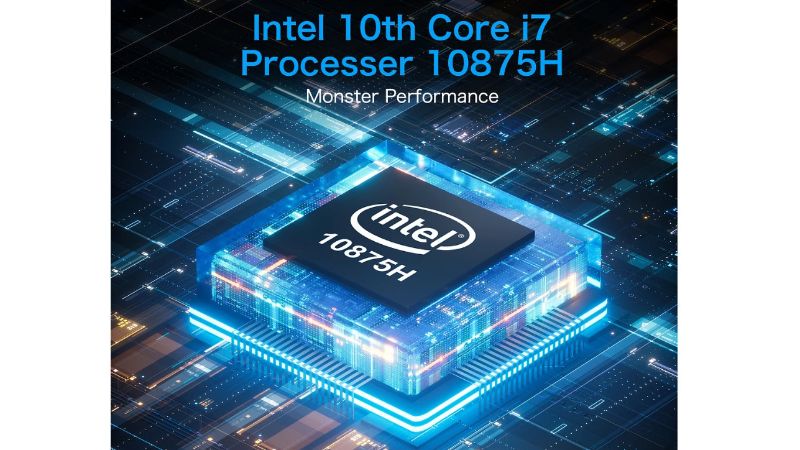 Intel 10th Core i7
Processer 10875H
Monster Performance
intel
10875H